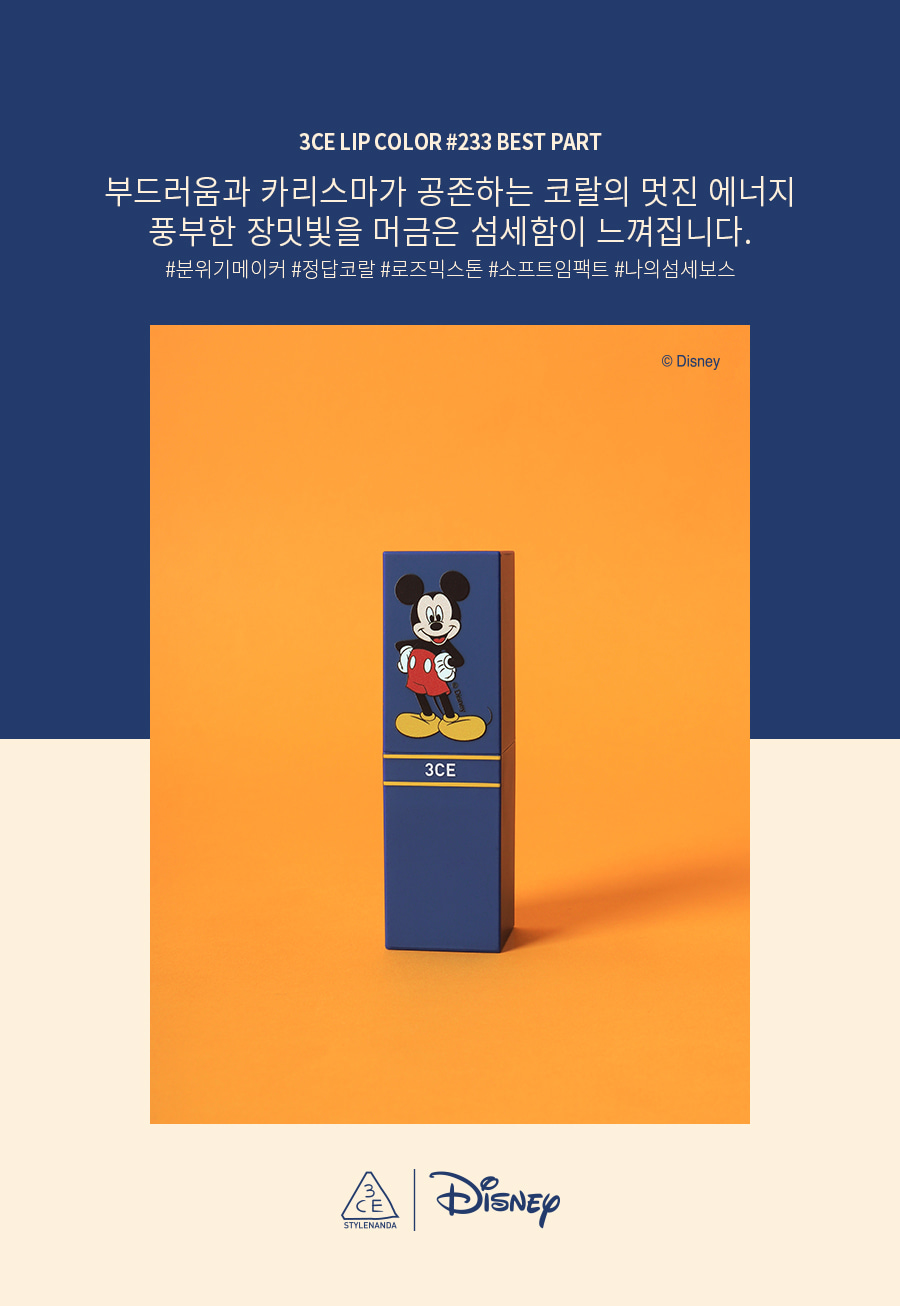 3CE LIP COLOR #233 BEST PART
부드러움과 카리스마가 공존하는 코랄의 멋진 에너지
풍부한 장밋빛을 머금은 섬세함이 느껴집니다.
#분위기메이커 #정답코랄 #로즈믹스톤 #소프트임팩트 #나의섬세보스
© Disney
© Disney
3CE
3
CE
STYLENANDA
Disney